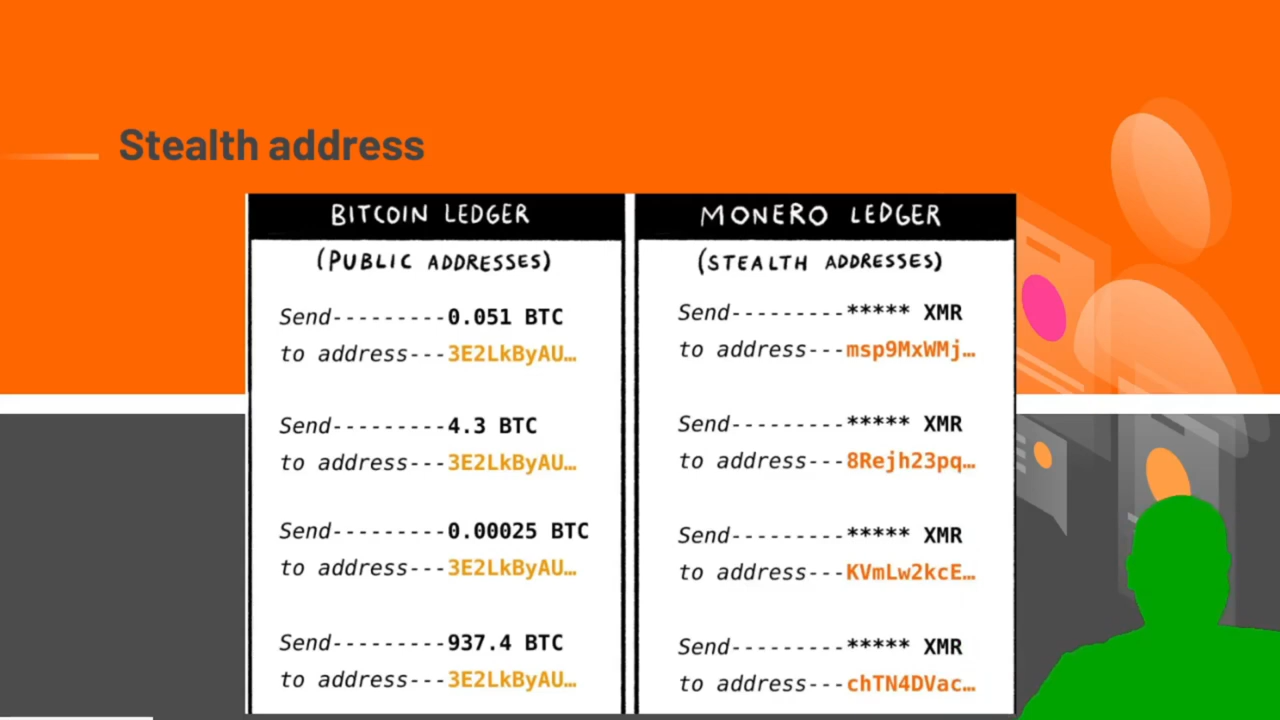 Stealth address
BITCOIN LEDGER
(PUBLIC ADDRESSES)
Send---------0.051 BTC
to address---3E2LkByAU…
Send---------4.3 BTC
to address---3E2LkByAU…
Send---------0.00025 BTC
to address---3E2LkByAU…
Send---------937.4 BTC
to address---3E2LkByAU…
MONERO LEDGER
(STEALTH ADDRESSES)
Send---------***** XMR
to address---msp9MxWMj…
Send---------***** XMR
to address---8Rejh23pq…
Send---------***** XMR
to address---KVmLw2kcE…
Send---------***** XMR
to address---chTN4DVac…